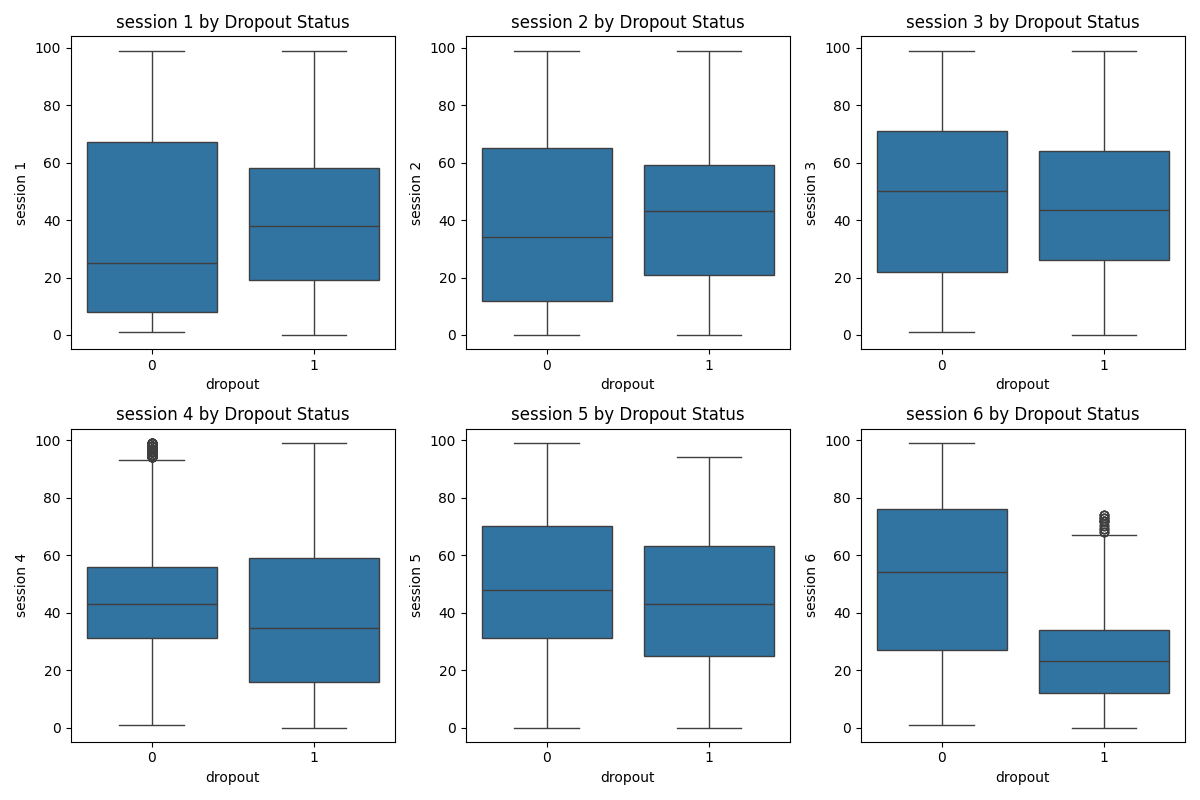 session 1 by Dropout Status
session 1
100
80
60
40
20
0
0 1
dropout
session 2 by Dropout Status
session 2
100
80
60
40
20
0
0 1
dropout
session 3 by Dropout Status
session 3
100
80
60
40
20
0
0 1
dropout
session 4 by Dropout Status
session 4
100
80
60
40
20
0
0 1
dropout
session 5 by Dropout Status
session 5
100
80
60
40
20
0
0 1
dropout
session 6 by Dropout Status
session 6
100
80
60
40
20
0
0 1
dropout